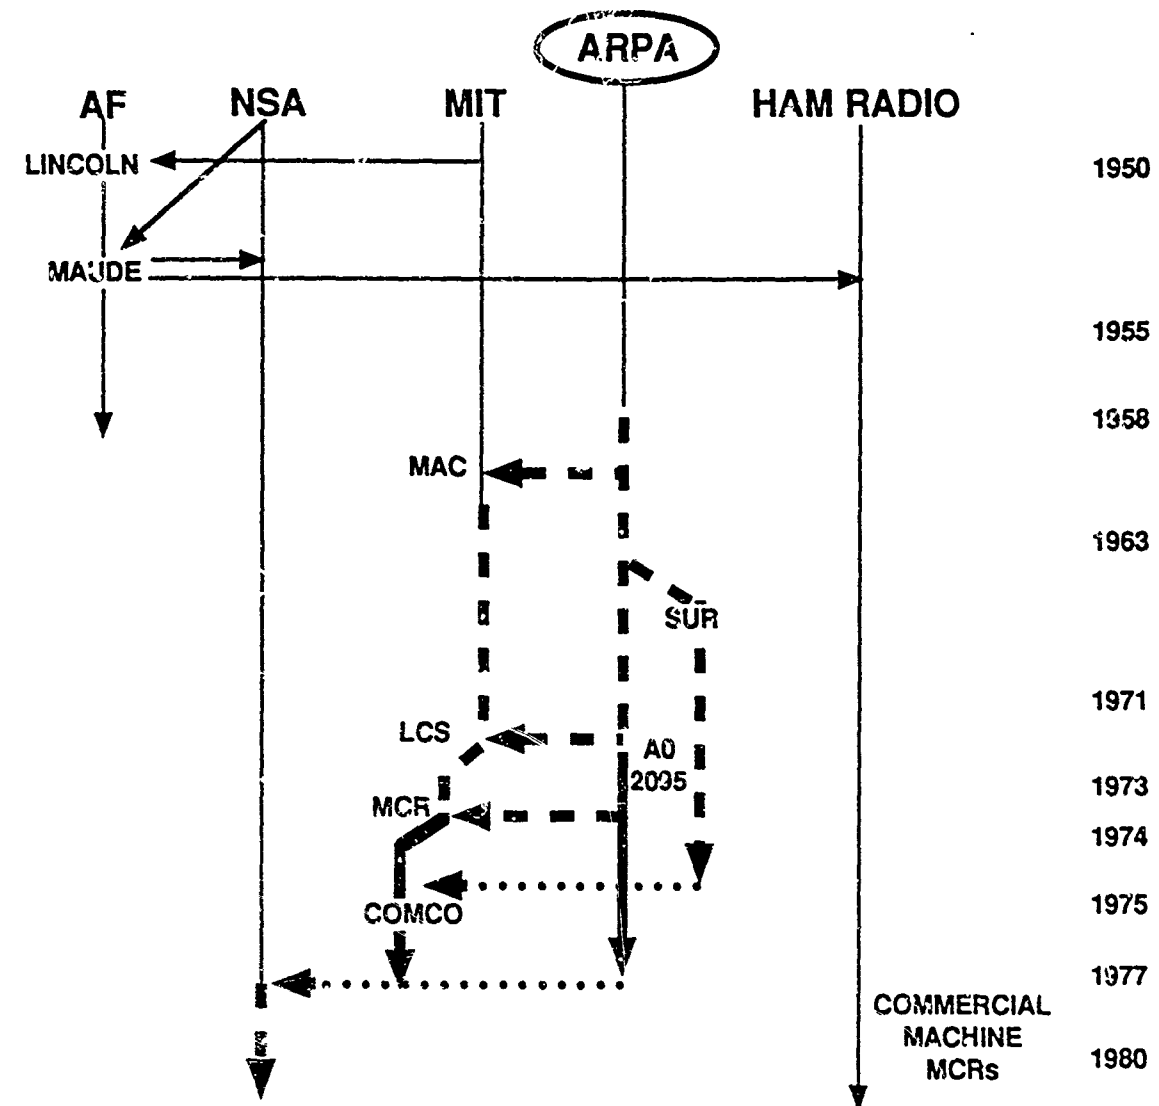 ARPA
AF NSA MIT HAM RADIO
LINCOLN
1950
MAUDE
1955
1958
MAC
1963
SUR
1971
LCS
A0
2095
1973
MCR
1974
1975
COMCO
1977
COMMERCIAL
MACHINE
MCRs
1980